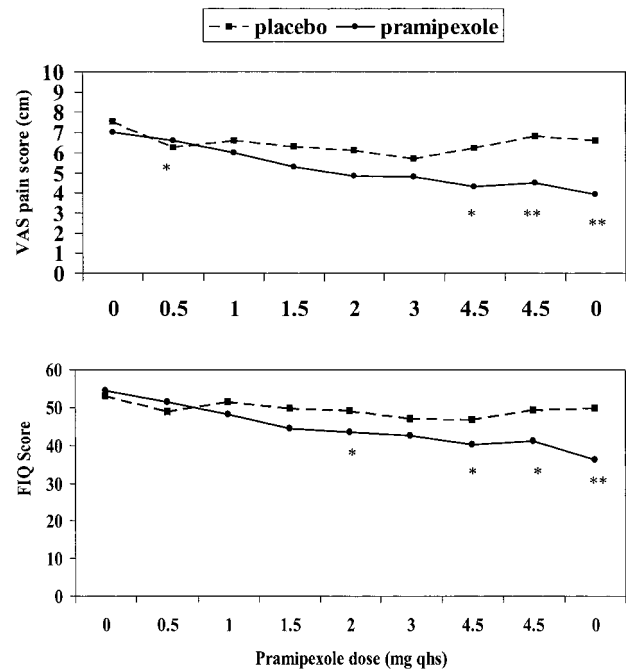 placebo pramipexole
10
9
8
7
6
5
4
3
2
1
0
VAS pain score (cm)
* * ** **
0 0.5 1 1.5 2 3 4.5 4.5 0
60
50
40
30
20
10
0
FIQ Score
* * * **
0 0.5 1 1.5 2 3 4.5 4.5 0
Pramipexole dose (mg qhs)